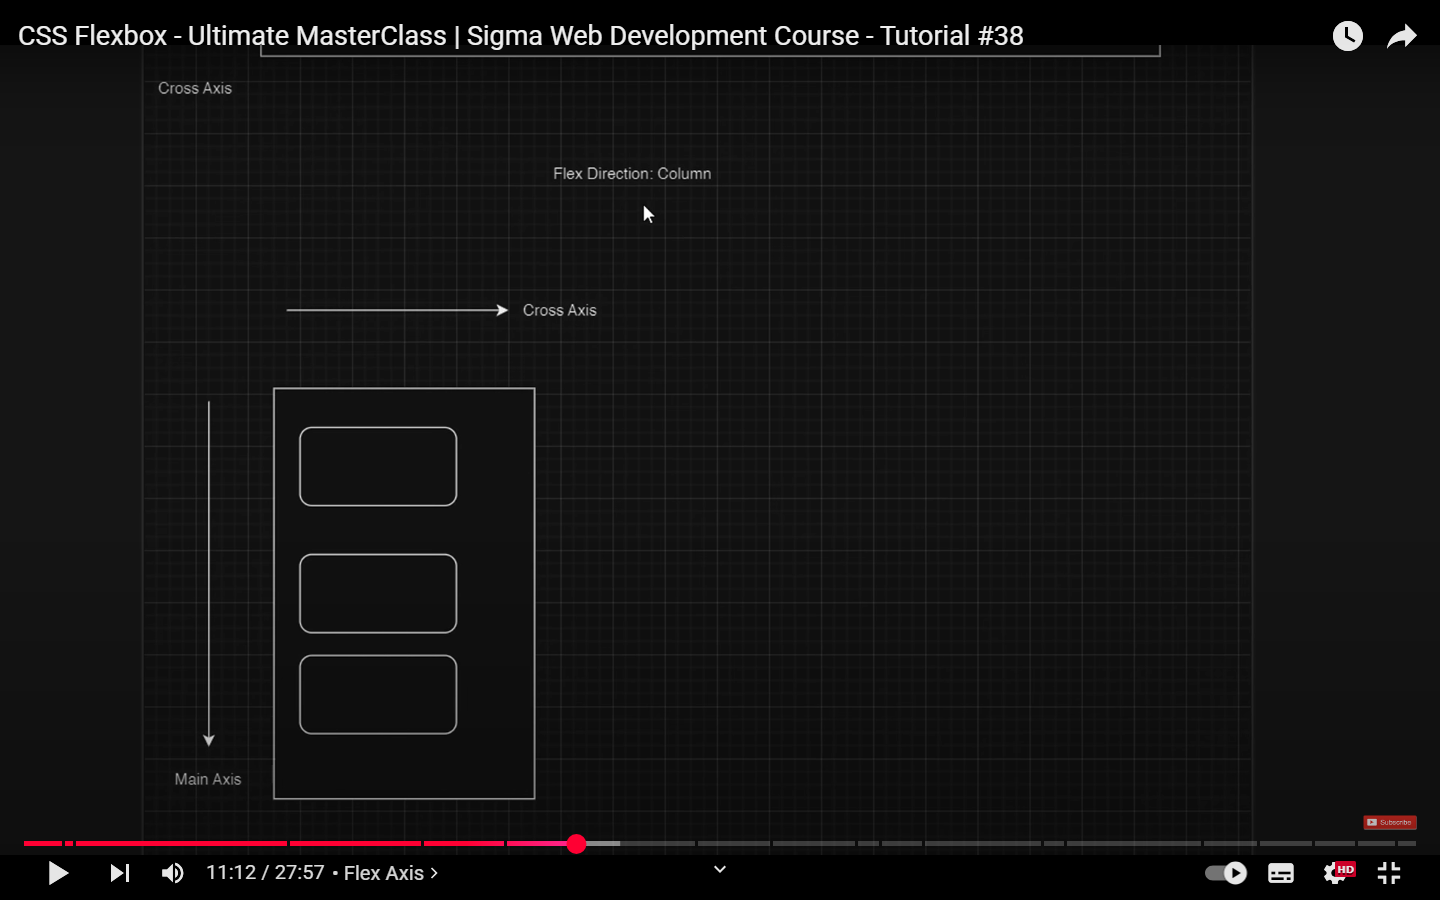 CSS Flexbox - Ultimate MasterClass | Sigma Web Development Course - Tutorial #38
Cross Axis
Flex Direction: Column
Cross Axis
Main Axis
Subscribe
11:12 / 27:57 • Flex Axis >
HD